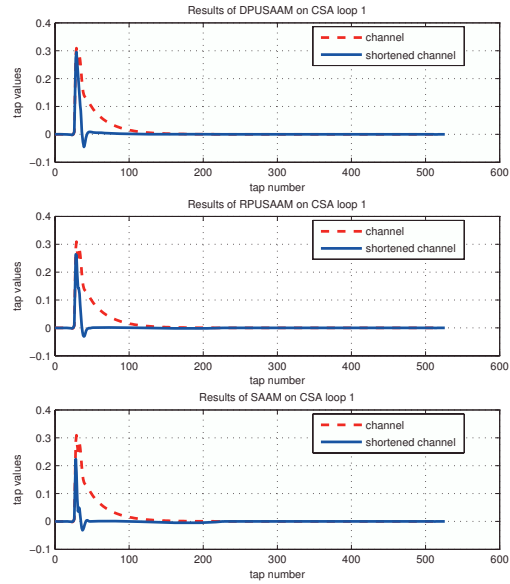 Results of DPUSAAM on CSA loop 1
0.4
0.3
0.2
0.1
0
-0.1
tap values
channel
shortened channel
0 100 200 300 400 500 600
tap number
Results of RPUSAAM on CSA loop 1
0.4
0.3
0.2
0.1
0
-0.1
tap values
channel
shortened channel
0 100 200 300 400 500 600
tap number
Results of SAAM on CSA loop 1
0.4
0.3
0.2
0.1
0
-0.1
tap values
channel
shortened channel
0 100 200 300 400 500 600
tap number